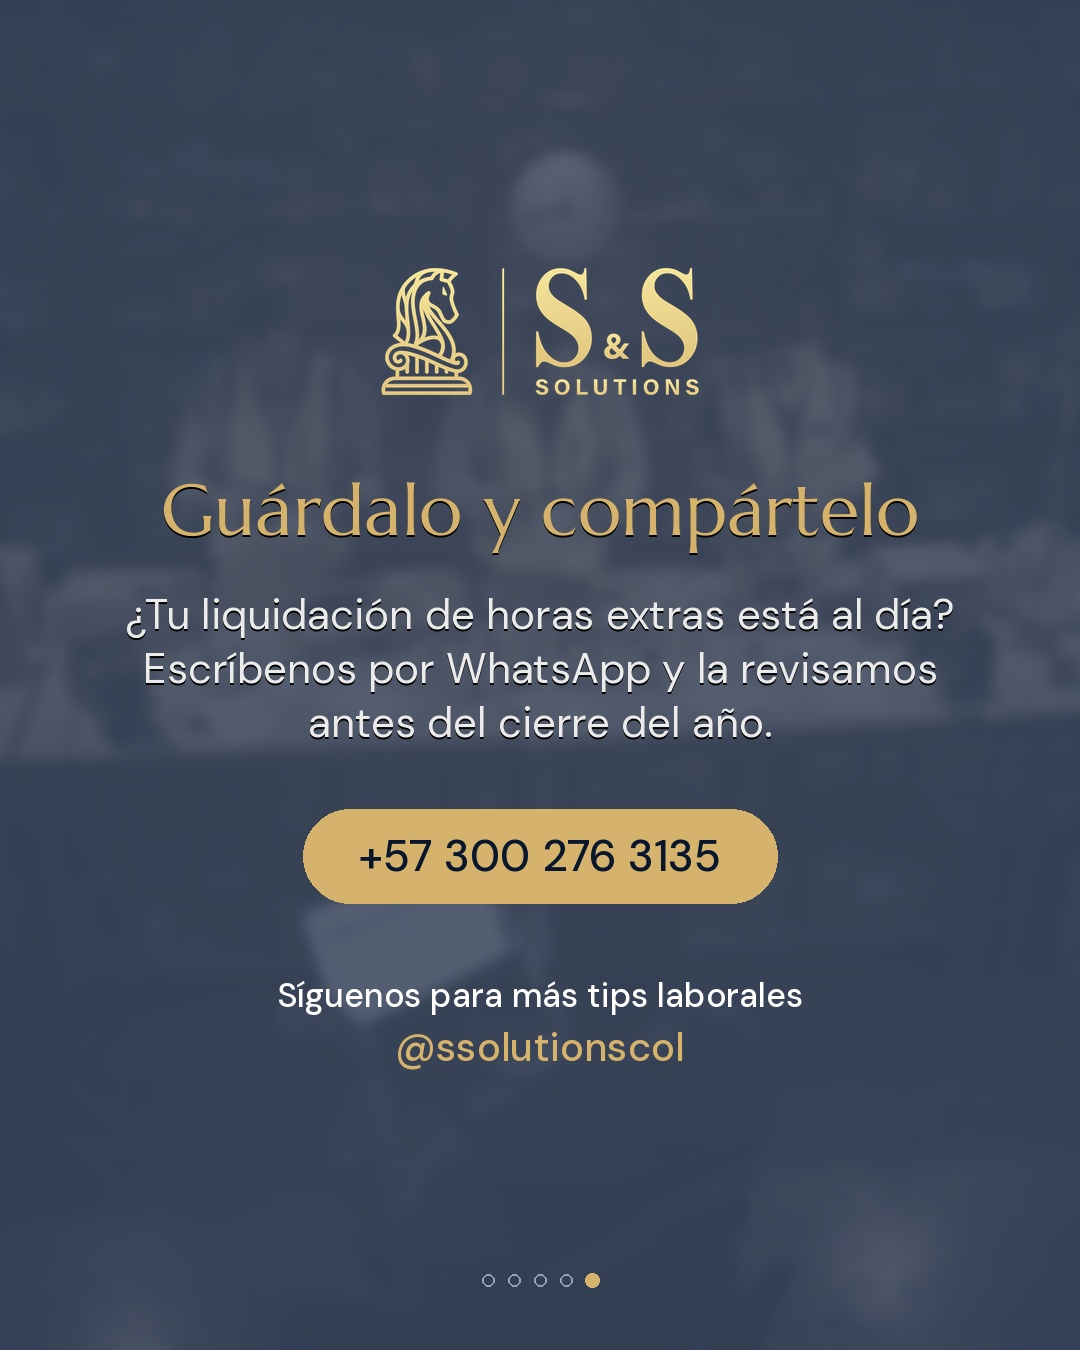 S&S
SOLUTIONS
Guárdalo y compártelo
¿Tu liquidación de horas extras está al día?
Escríbenos por WhatsApp y la revisamos
antes del cierre del año.
+57 300 276 3135
Síguenos para más tips laborales
@ssolutionscol